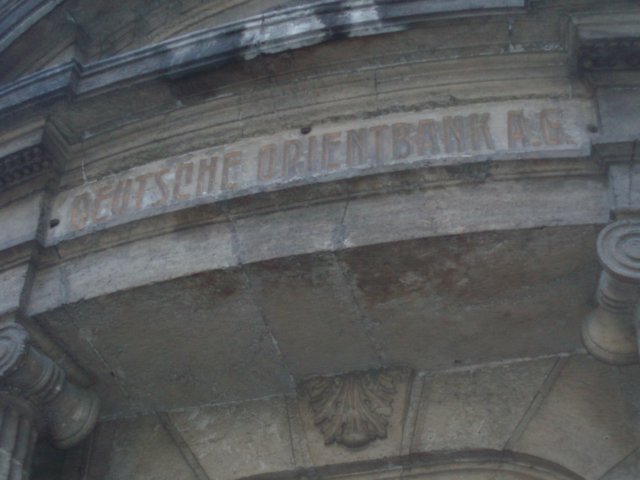 DEUTSCHE ORIENTBANK A.G.